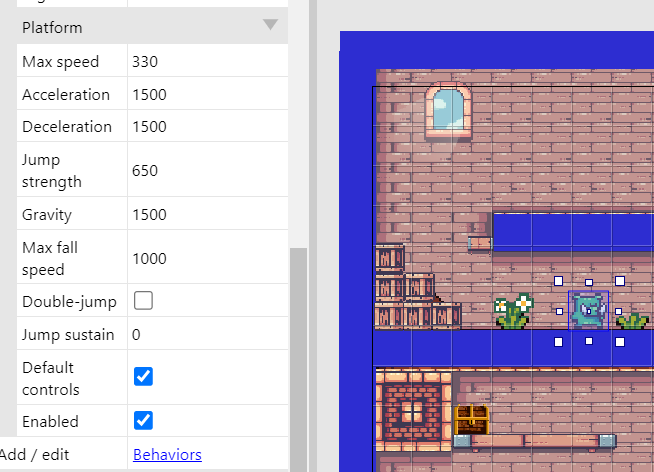 Platform
Max speed 330
Acceleration 1500
Deceleration 1500
Jump
strength 650
Gravity 1500
Max fall
speed 1000
Double-jump
Jump sustain 0
Default
controls
Enabled
Add / edit Behaviors